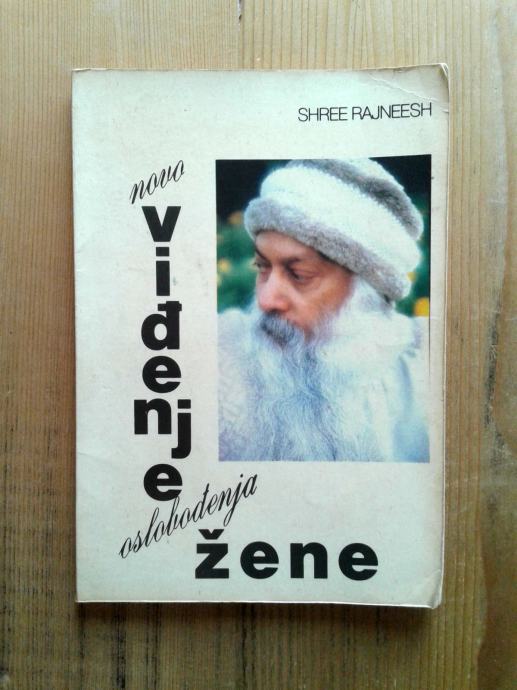 SHREE RAJNEESH
novo
viđenje
oslobođenja
žene